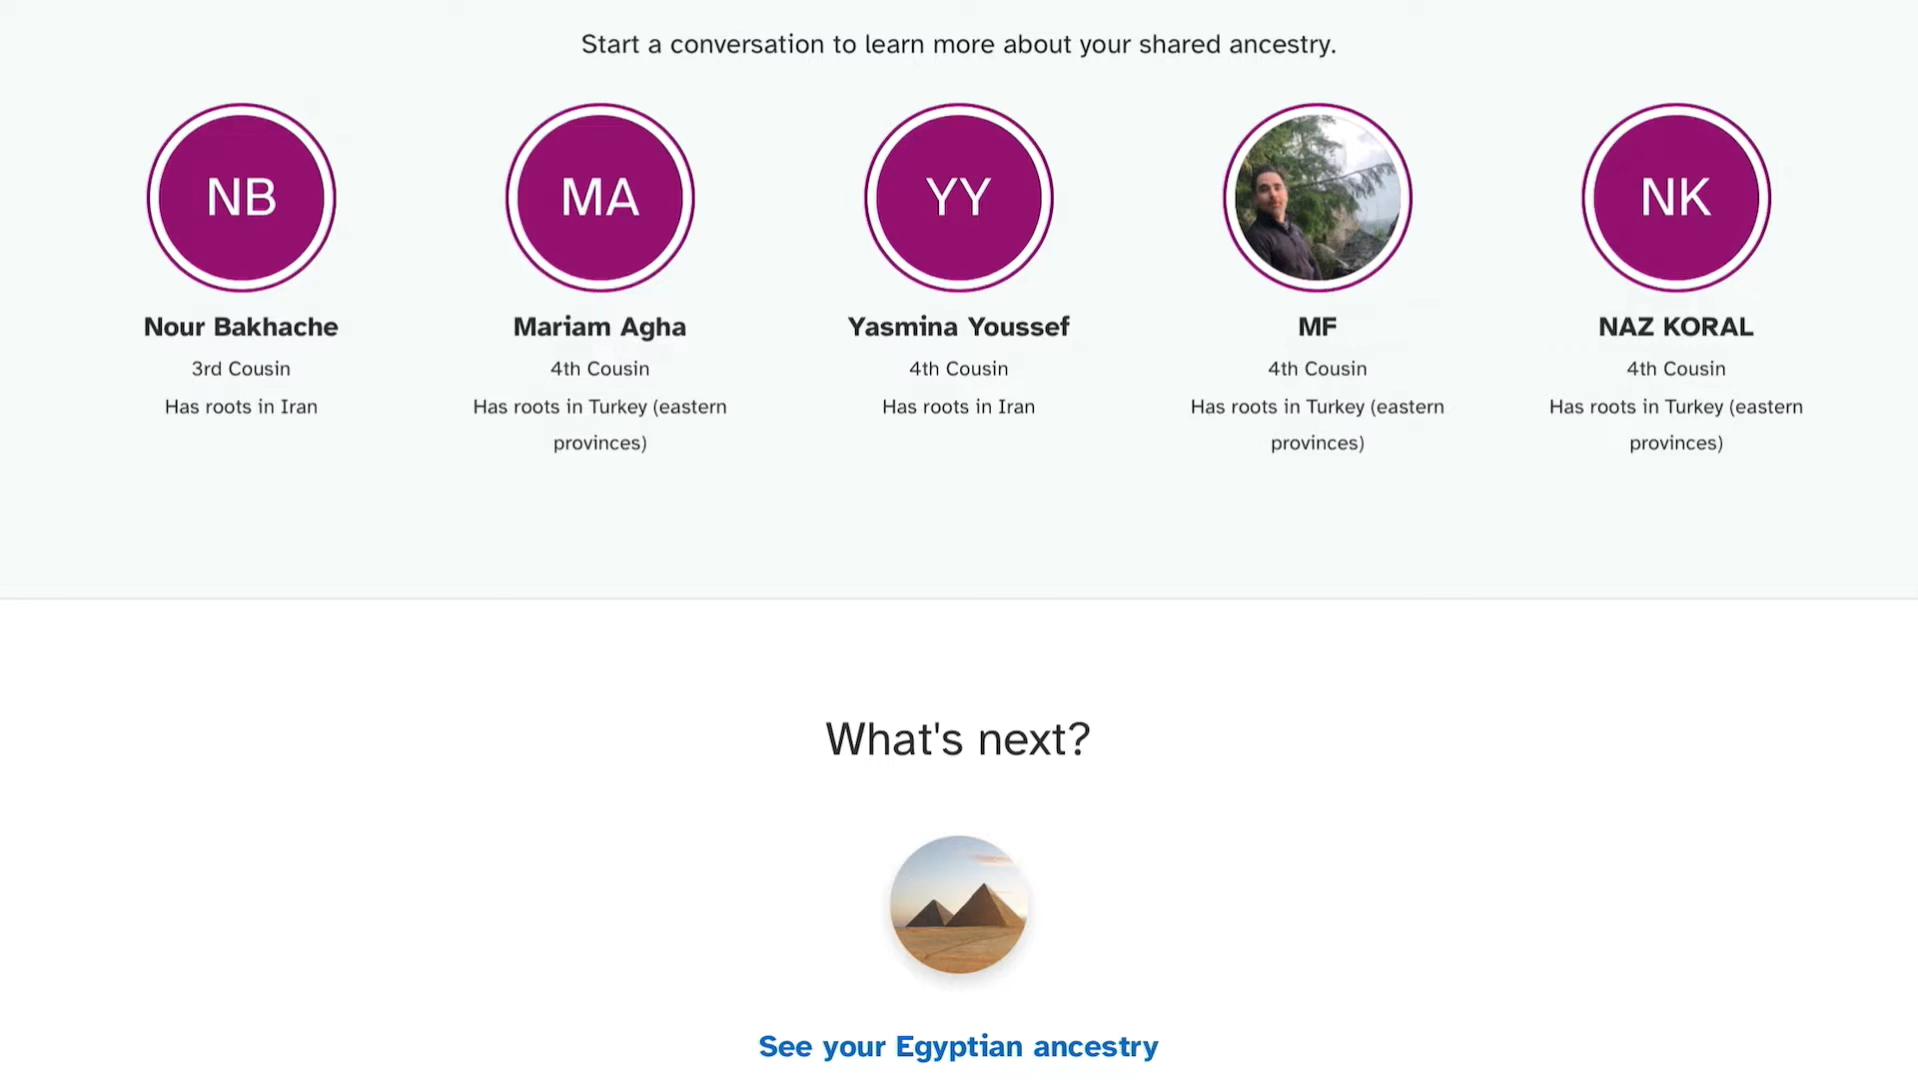 Start a conversation to learn more about your shared ancestry.
NB
MA
YY
NK
Nour Bakhache
Mariam Agha
Yasmina Youssef
MF
NAZ KORAL
3rd Cousin
4th Cousin
4th Cousin
4th Cousin
4th Cousin
Has roots in Iran
Has roots in Turkey (eastern
provinces)
Has roots in Iran
Has roots in Turkey (eastern
provinces)
Has roots in Turkey (eastern
provinces)
What's next?
See your Egyptian ancestry